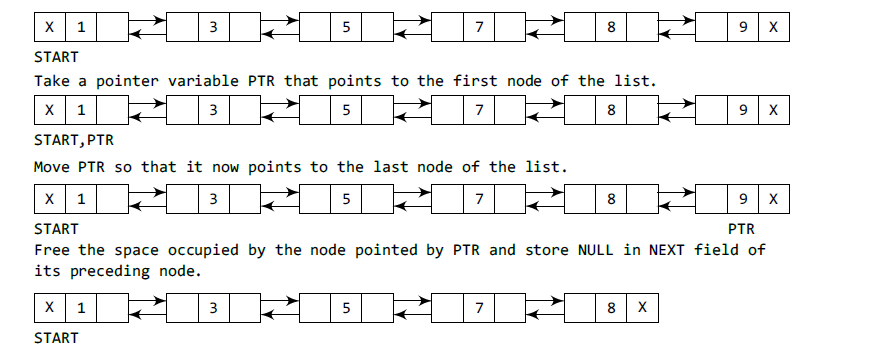 X 1 3 5 7 8 9 X
START
Take a pointer variable PTR that points to the first node of the list.
X 1 3 5 7 8 9 X
START,PTR
Move PTR so that it now points to the last node of the list.
X 1 3 5 7 8 9 X
START PTR
Free the space occupied by the node pointed by PTR and store NULL in NEXT field of
its preceding node.
X 1 3 5 7 8 X
START